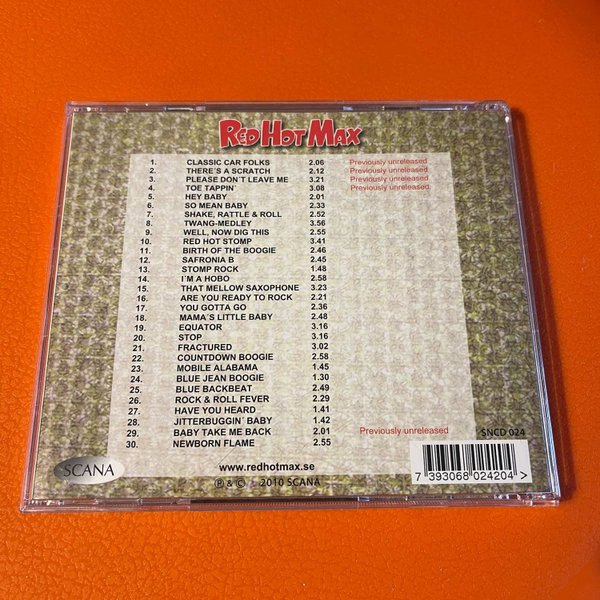 RED HOT MAX
1. CLASSIC CAR FOLKS 2.06 Previously unreleased
2. THERE´S A SCRATCH 2.12 Previously unreleased
3. PLEASE DON´T LEAVE ME 3.21 Previously unreleased
4. TOE TAPPIN´ 3.08 Previously unreleased
5. HEY BABY 2.01
6. SO MEAN BABY 2.33
7. SHAKE, RATTLE & ROLL 2.52
8. TWANG-MEDLEY 3.56
9. WELL, NOW DIG THIS 2.55
10. RED HOT STOMP 3.41
11. BIRTH OF THE BOOGIE 2.46
12. SAFRONIA B 2.45
13. STOMP ROCK 1.48
14. I´M A HOBO 2.58
15. THAT MELLOW SAXOPHONE 3.23
16. ARE YOU READY TO ROCK 2.21
17. YOU GOTTA GO 2.36
18. MAMA´S LITTLE BABY 2.48
19. EQUATOR 3.16
20. STOP 3.16
21. FRACTURED 3.02
22. COUNTDOWN BOOGIE 2.58
23. MOBILE ALABAMA 1.45
24. BLUE JEAN BOOGIE 1.30
25. BLUE BACKBEAT 2.49
26. ROCK & ROLL FEVER 2.29
27. HAVE YOU HEARD 1.41
28. JITTERBUGGIN´ BABY 1.42
29. BABY TAKE ME BACK 2.01 Previously unreleased
30. NEWBORN FLAME 2.55
SNCD 024
SCANA
www.redhotmax.se
℗ & © 2010 SCANA
7 393068 024204 >